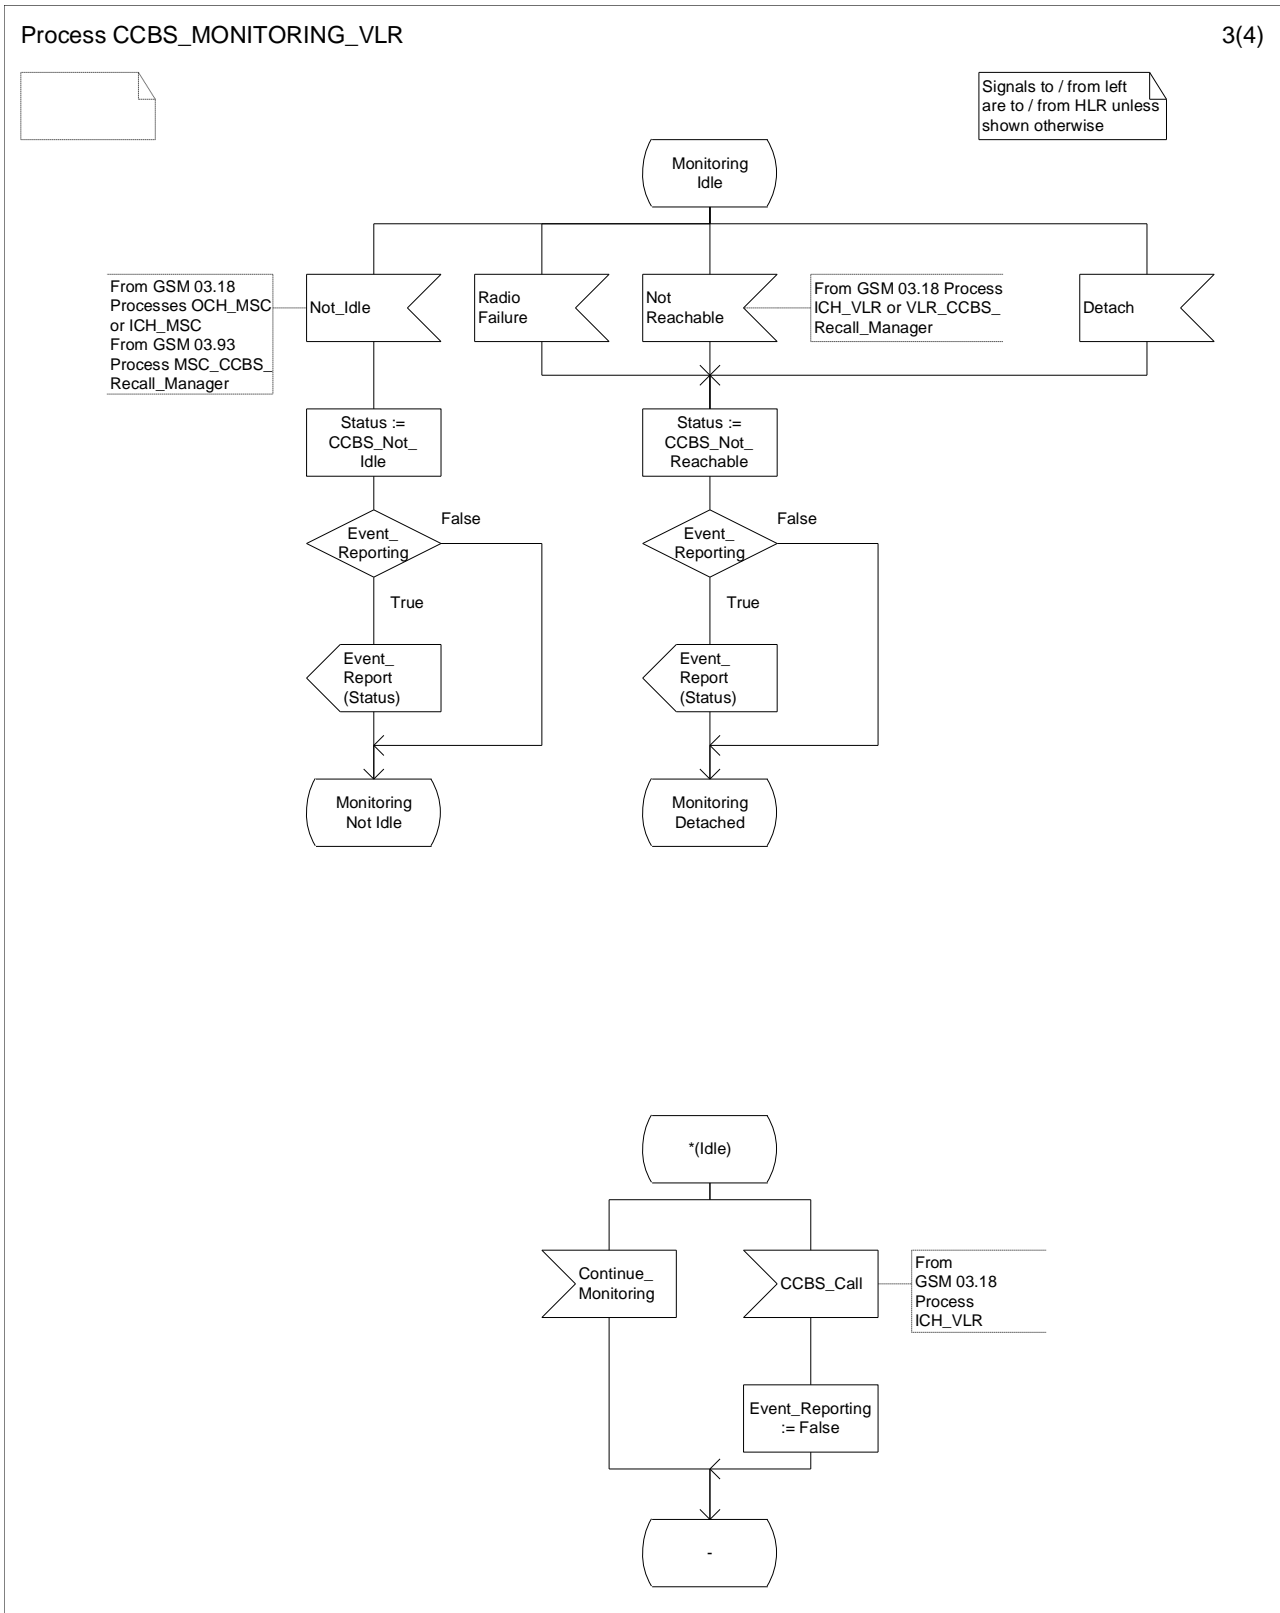 Process CCBS_MONITORING_VLR
3(4)
Signals to / from left
are to / from HLR unless
shown otherwise
Monitoring
Idle
From GSM 03.18
Processes OCH_MSC
or ICH_MSC
From GSM 03.93
Process MSC_CCBS_
Recall_Manager
Not_Idle
Radio
Failure
Not
Reachable
From GSM 03.18 Process
ICH_VLR or VLR_CCBS_
Recall_Manager
Detach
Status :=
CCBS_Not_
Idle
Status :=
CCBS_Not_
Reachable
Event_
Reporting
False
True
Event_
Reporting
False
True
Event_
Report
(Status)
Event_
Report
(Status)
Monitoring
Not Idle
Monitoring
Detached
*(Idle)
Continue_
Monitoring
CCBS_Call
From
GSM 03.18
Process
ICH_VLR
Event_Reporting
:= False
-